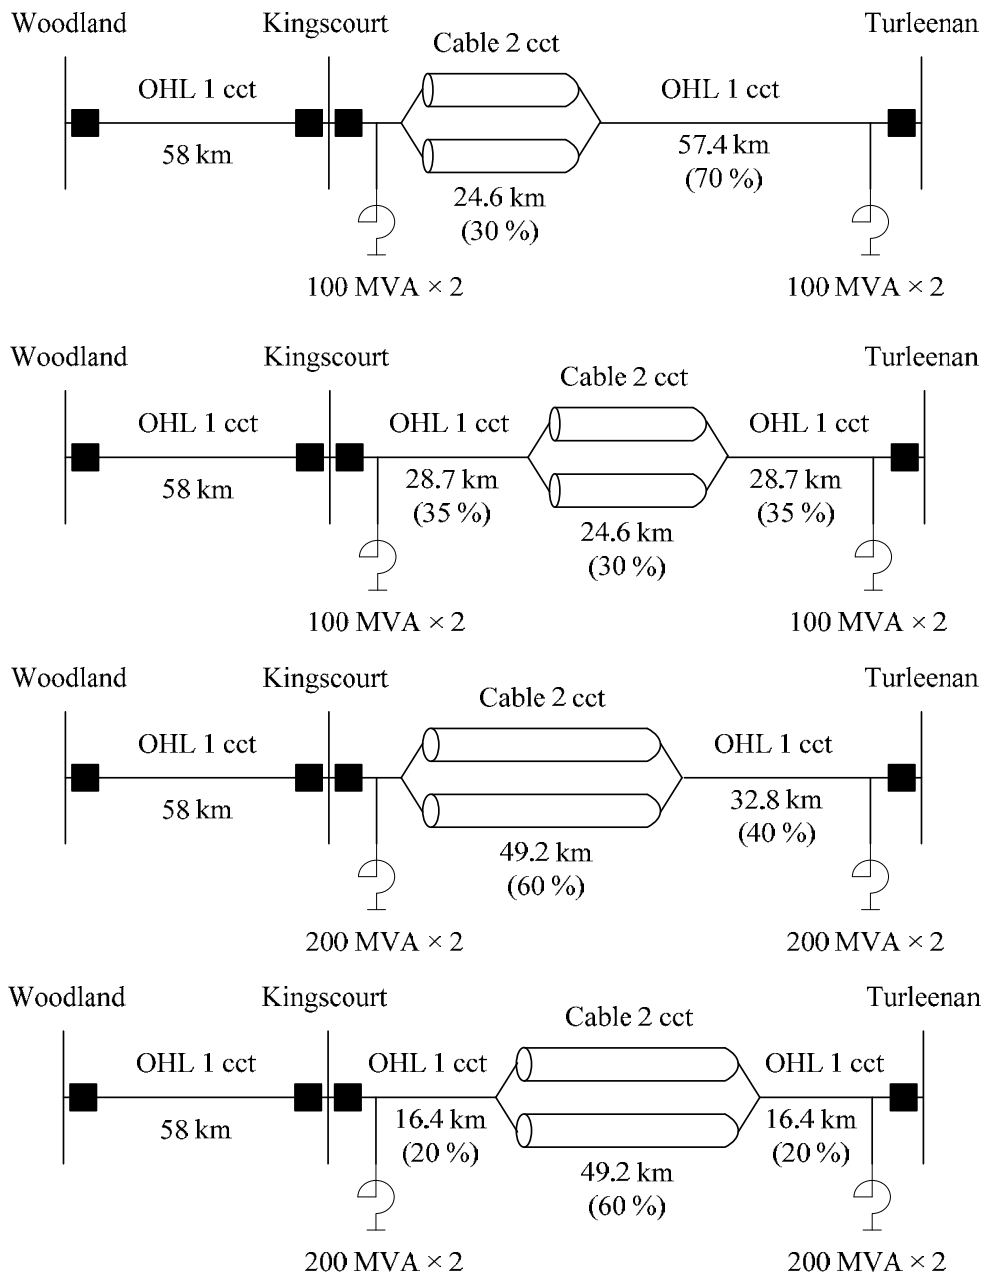 Woodland Kingscourt Turleenan
Cable 2 cct
OHL 1 cct OHL 1 cct
58 km 57.4 km
(70 %)
24.6 km
(30 %)
100 MVA × 2 100 MVA × 2
Woodland Kingscourt Turleenan
Cable 2 cct
OHL 1 cct OHL 1 cct OHL 1 cct
58 km 28.7 km 28.7 km
(35 %) (35 %)
24.6 km
(30 %)
100 MVA × 2 100 MVA × 2
Woodland Kingscourt Turleenan
Cable 2 cct
OHL 1 cct OHL 1 cct
58 km 32.8 km
(40 %)
49.2 km
(60 %)
200 MVA × 2 200 MVA × 2
Woodland Kingscourt Turleenan
Cable 2 cct
OHL 1 cct OHL 1 cct OHL 1 cct
58 km 16.4 km 16.4 km
(20 %) (20 %)
49.2 km
(60 %)
200 MVA × 2 200 MVA × 2